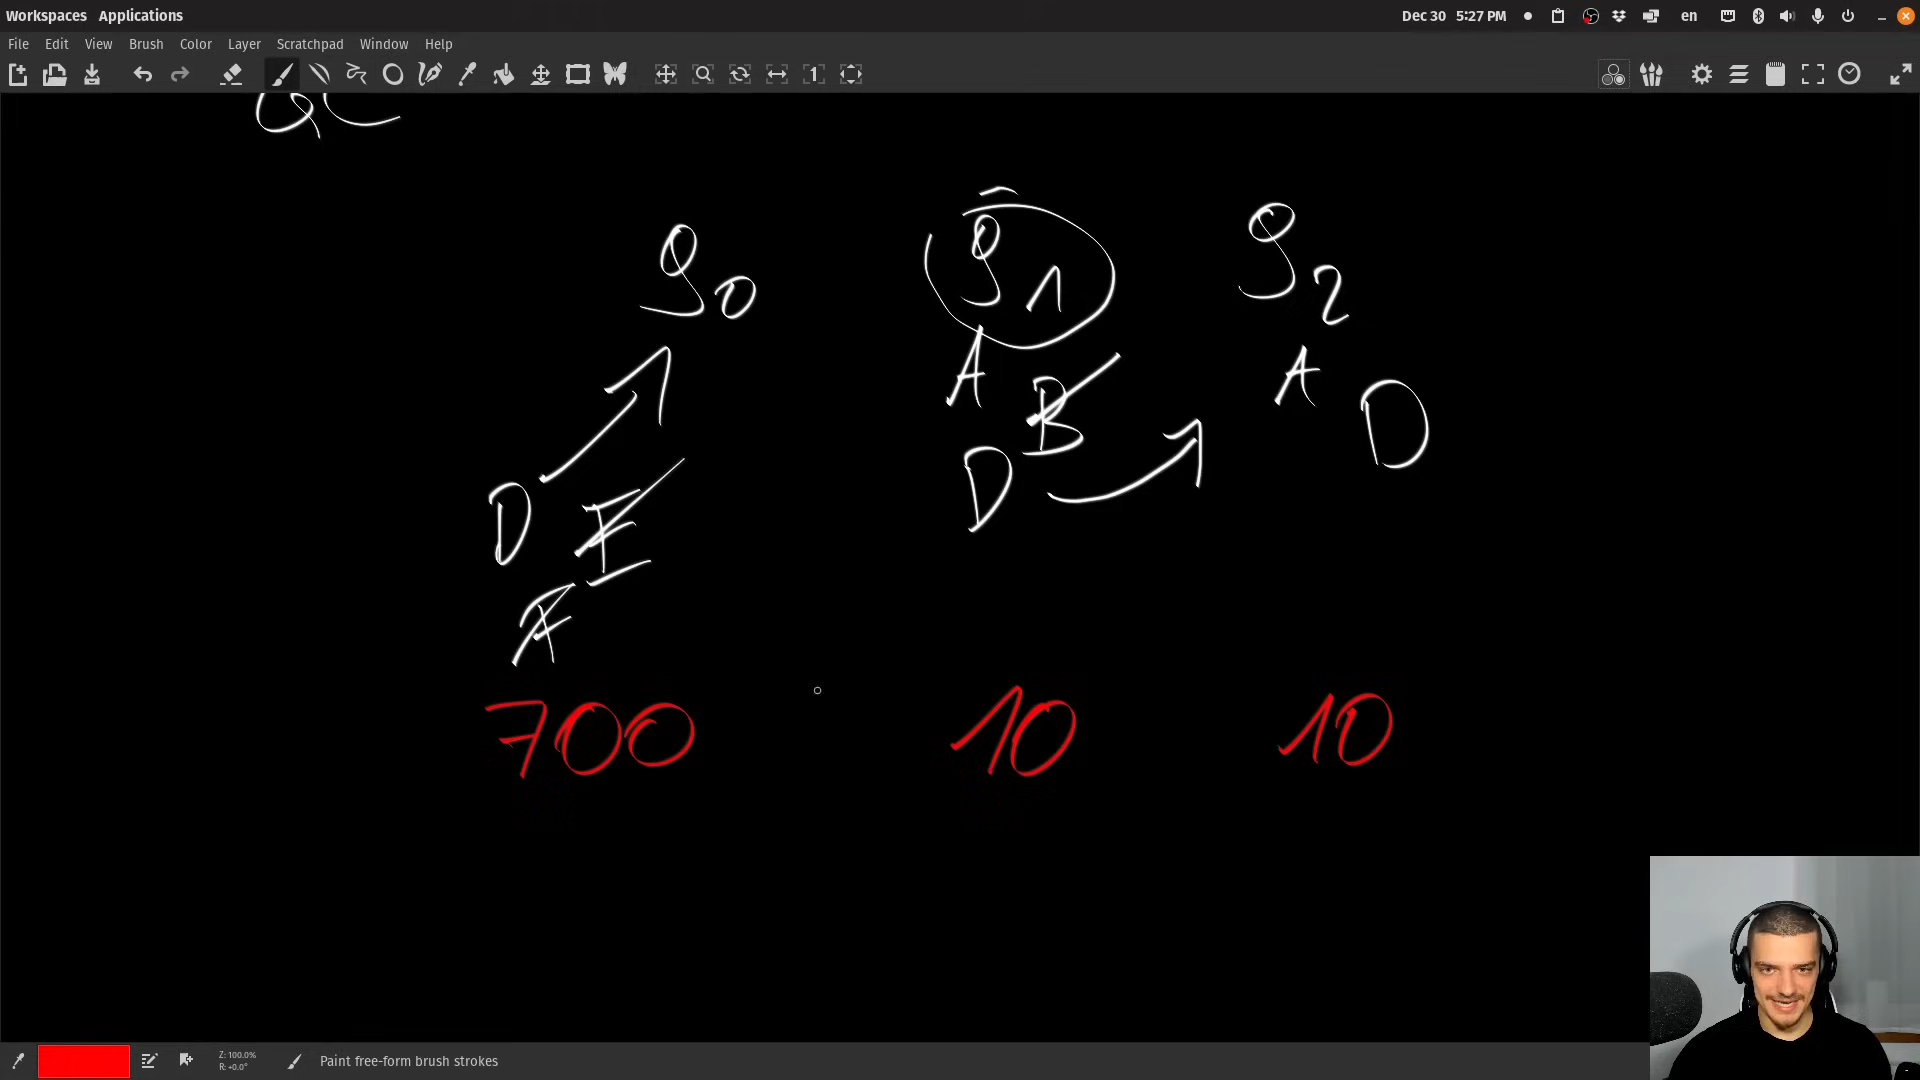 Workspaces Applications Dec 30 5:27 PM en
File Edit View Brush Color Layer Scratchpad Window Help
GC
g0 g1 g2
A A
B D
D
D E
A
700 10 10
Z: 100.0%
R: +0.0°
Paint free-form brush strokes